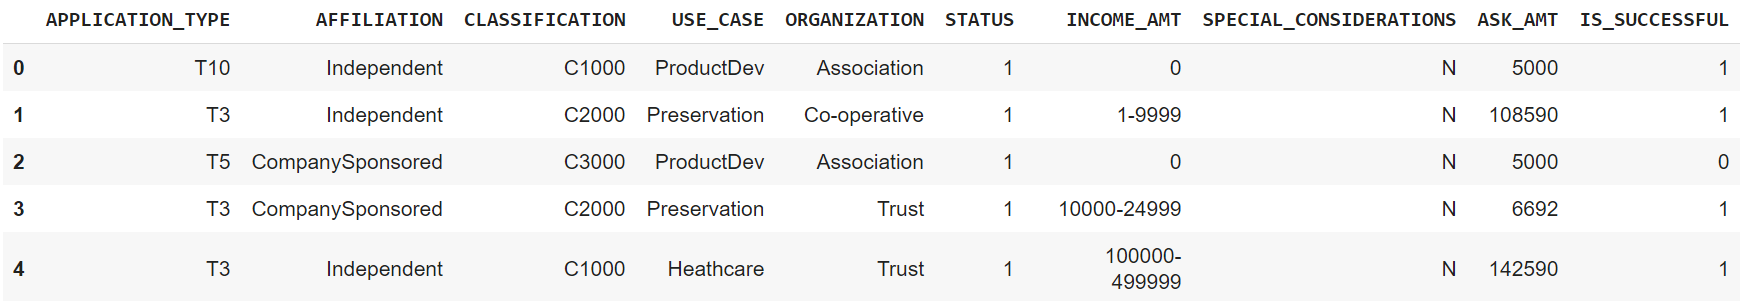 APPLICATION_TYPE AFFILIATION CLASSIFICATION USE_CASE ORGANIZATION STATUS INCOME_AMT SPECIAL_CONSIDERATIONS ASK_AMT IS_SUCCESSFUL
0 T10 Independent C1000 ProductDev Association 1 0 N 5000 1
1 T3 Independent C2000 Preservation Co-operative 1 1-9999 N 108590 1
2 T5 CompanySponsored C3000 ProductDev Association 1 0 N 5000 0
3 T3 CompanySponsored C2000 Preservation Trust 1 10000-24999 N 6692 1
4 T3 Independent C1000 Heathcare Trust 1 100000- N 142590 1
499999